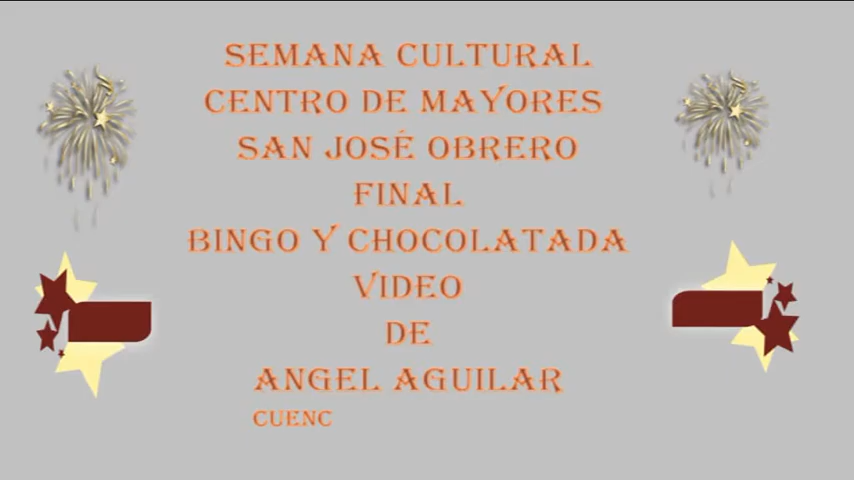 SEMANA CULTURAL
CENTRO DE MAYORES
SAN JOSÉ OBRERO
FINAL
BINGO Y CHOCOLATADA
VIDEO
DE
ANGEL AGUILAR
CUENC